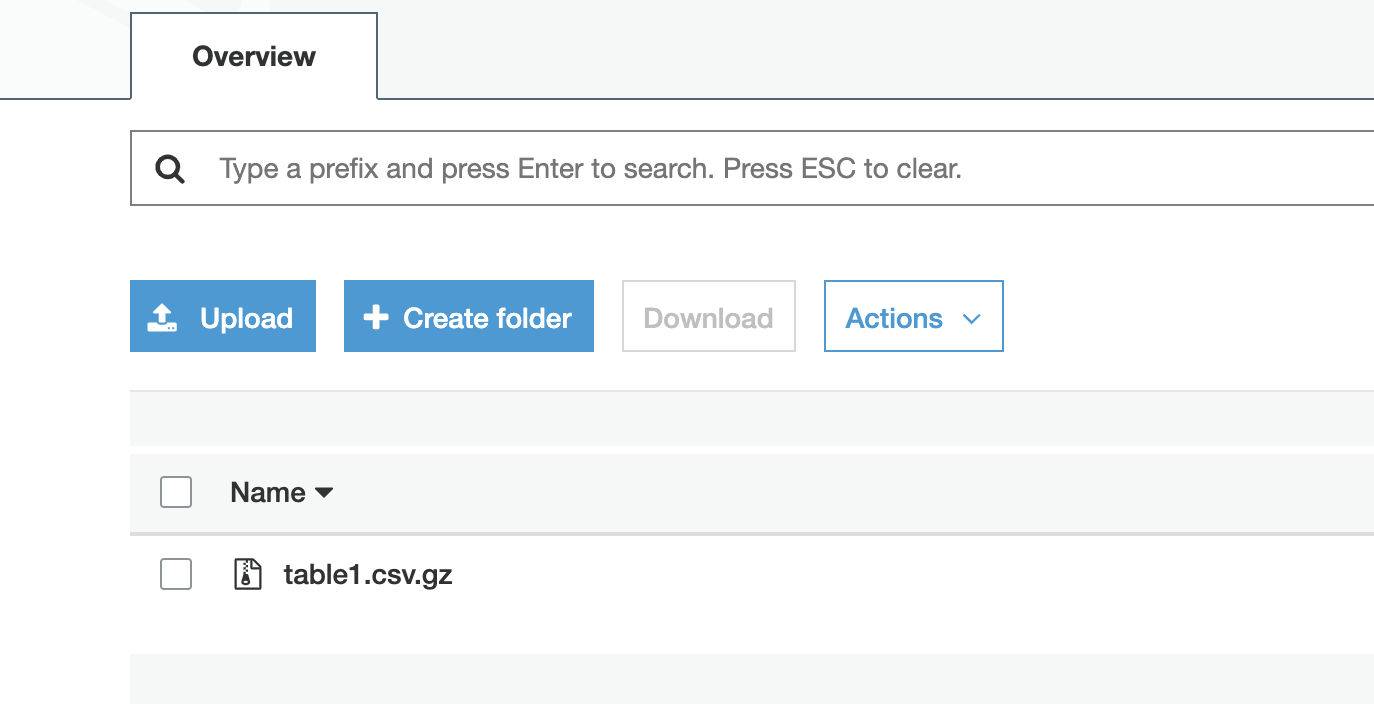 Overview
Type a prefix and press Enter to search. Press ESC to clear.
Upload Create folder Download Actions
Name
table1.csv.gz